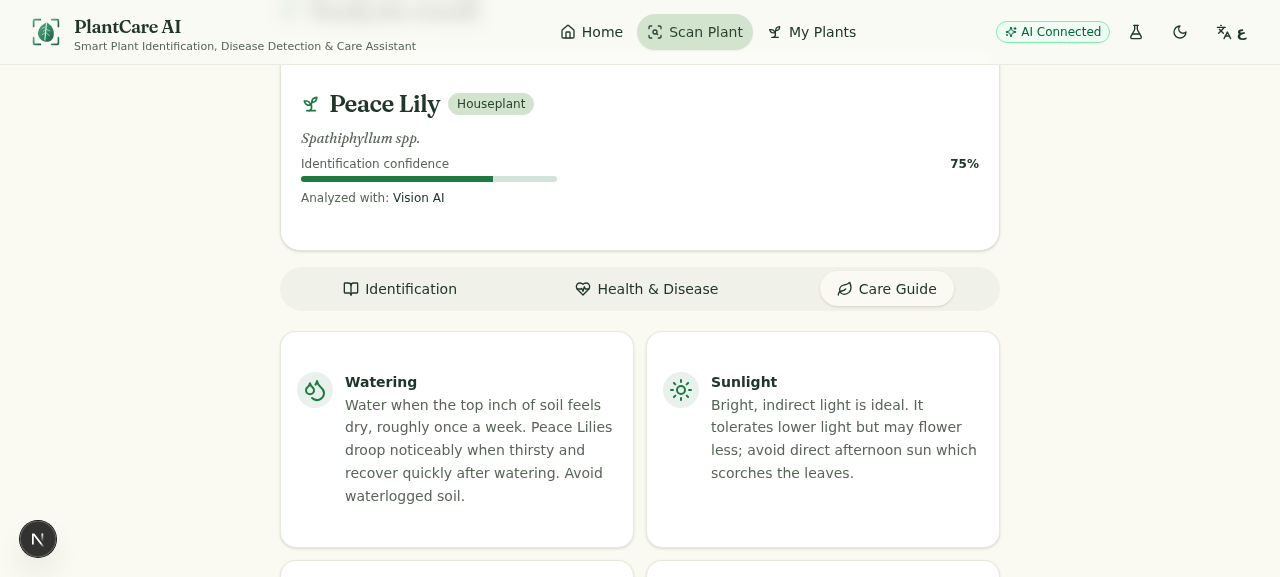 PlantCare AI
Smart Plant Identification, Disease Detection & Care Assistant
Home
Scan Plant
My Plants
AI Connected
ع
Peace Lily
Houseplant
Spathiphyllum spp.
Identification confidence
75%
Analyzed with: Vision AI
Identification
Health & Disease
Care Guide
Watering
Water when the top inch of soil feels
dry, roughly once a week. Peace Lilies
droop noticeably when thirsty and
recover quickly after watering. Avoid
waterlogged soil.
Sunlight
Bright, indirect light is ideal. It
tolerates lower light but may flower
less; avoid direct afternoon sun which
scorches the leaves.
N